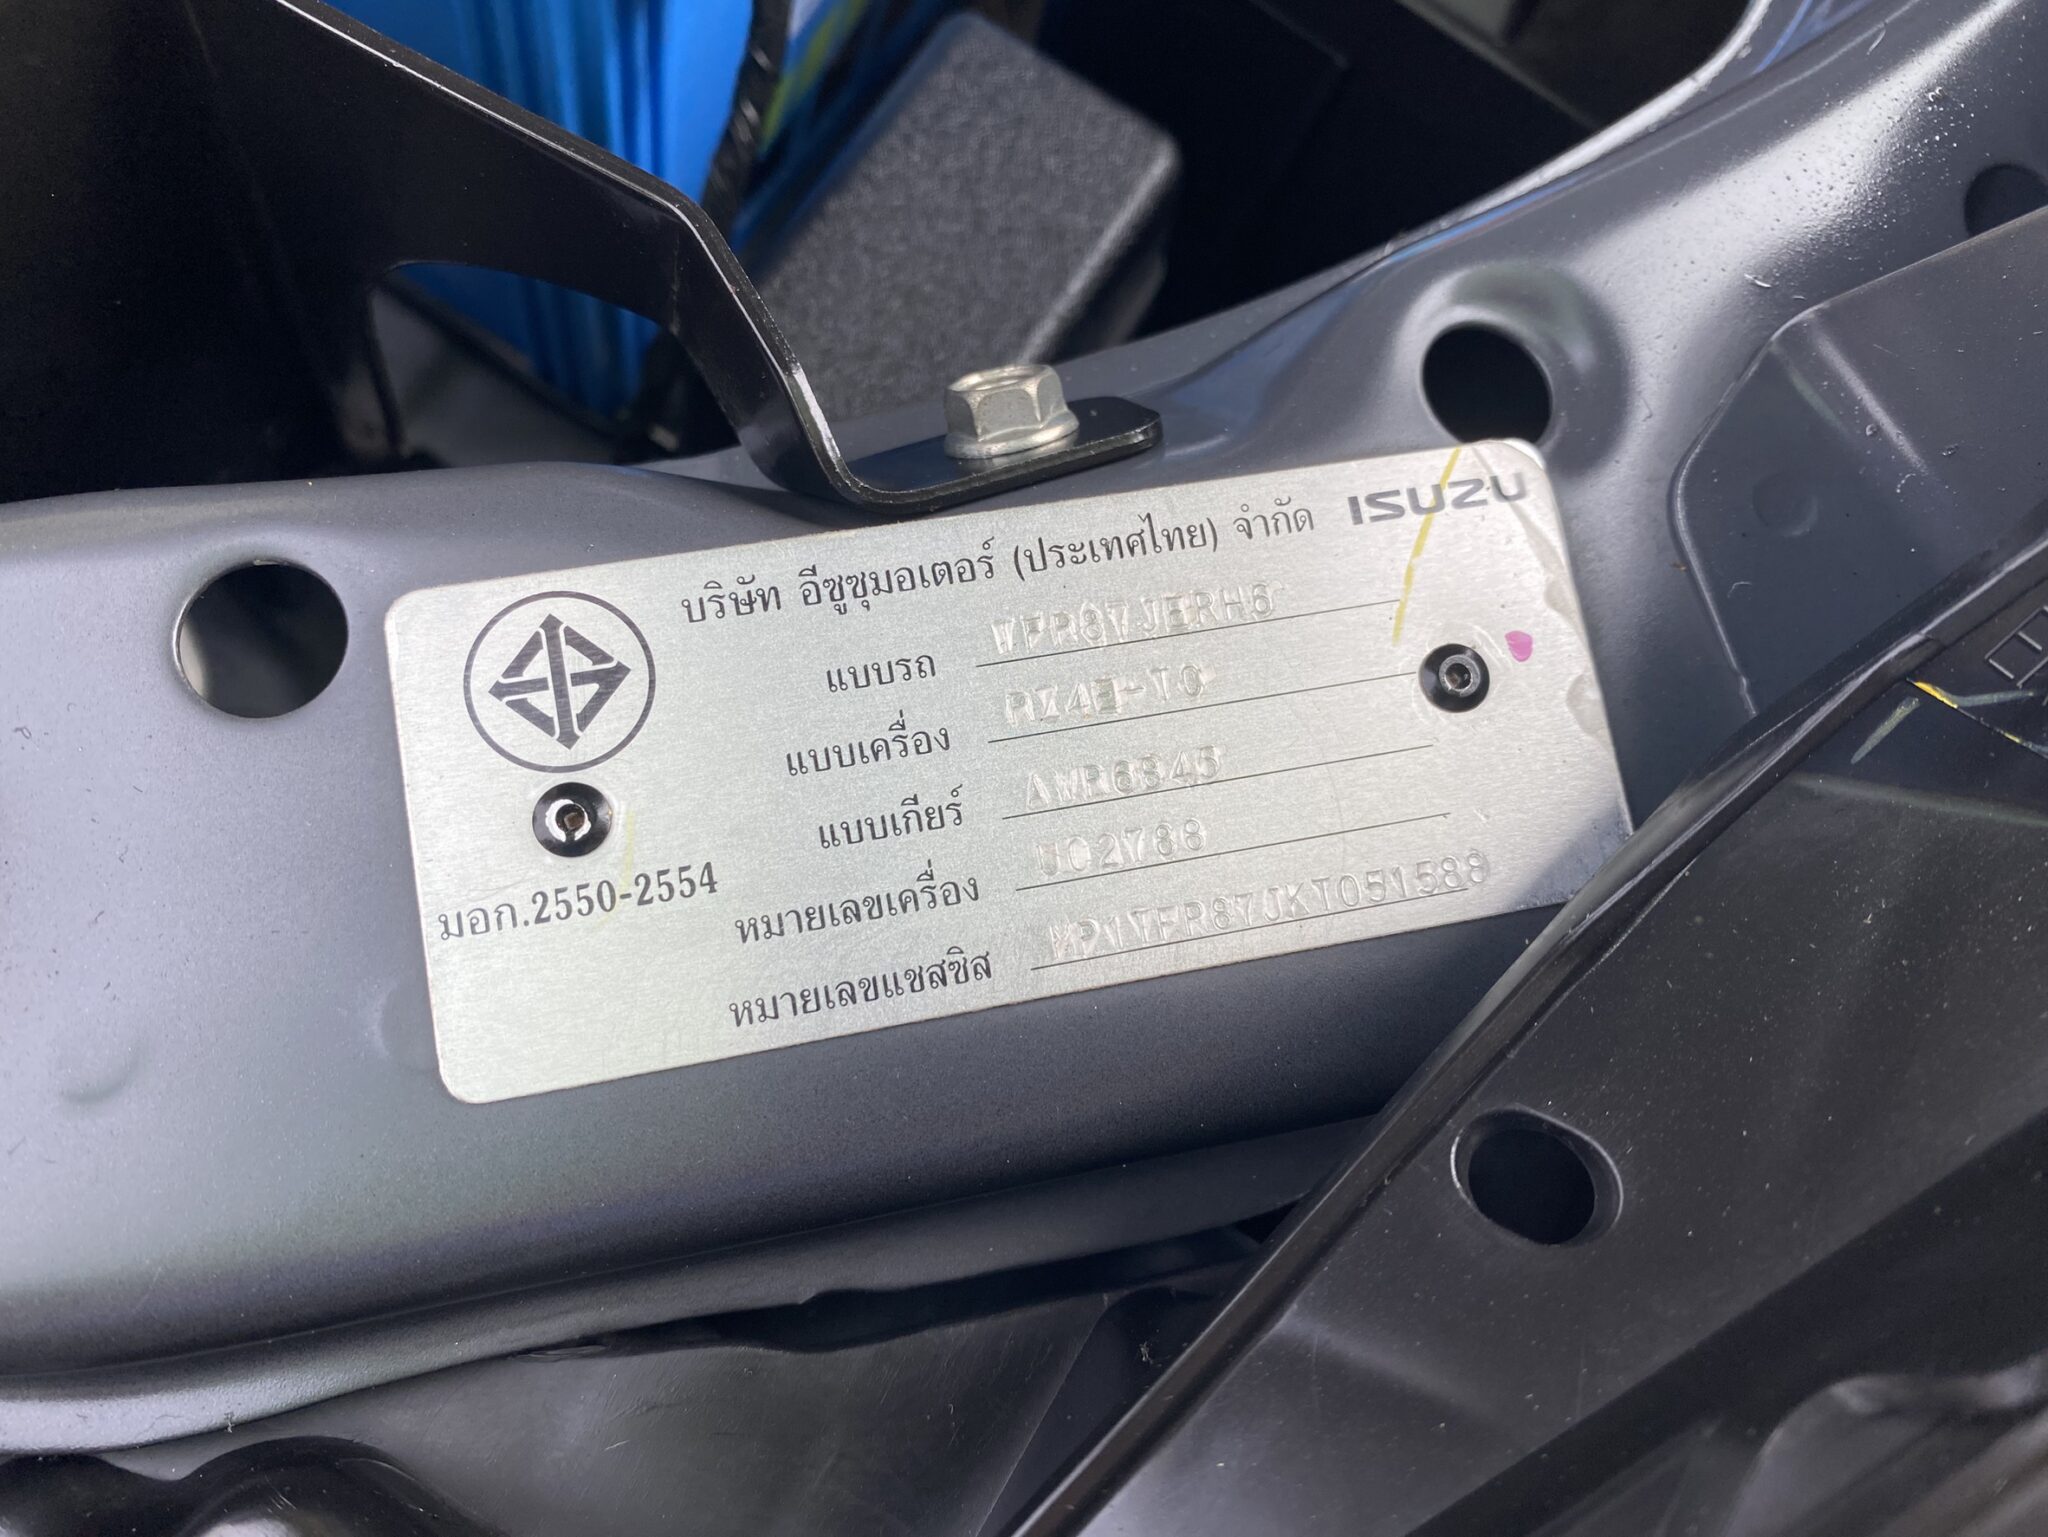 บริษัท อีซูซุมอเตอร์ (ประเทศไทย) จำกัด ISUZU
แบบรถ TFR87JERH6
แบบเครื่อง RZ4E-TC
แบบเกียร์
หมายเลขเครื่อง
หมายเลขแชสซิส MP1TFR87JKT051588
มอก.2550-2554